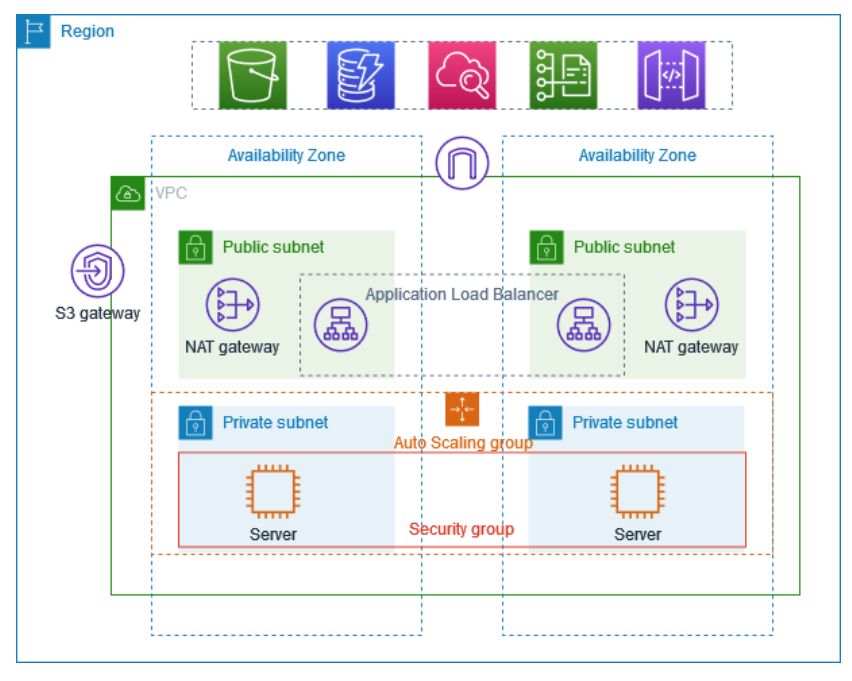 Region
Availability Zone
Availability Zone
VPC
Public subnet
Public subnet
Application Load Balancer
S3 gateway
NAT gateway
NAT gateway
Private subnet
Private subnet
Auto Scaling group
Security group
Server
Server